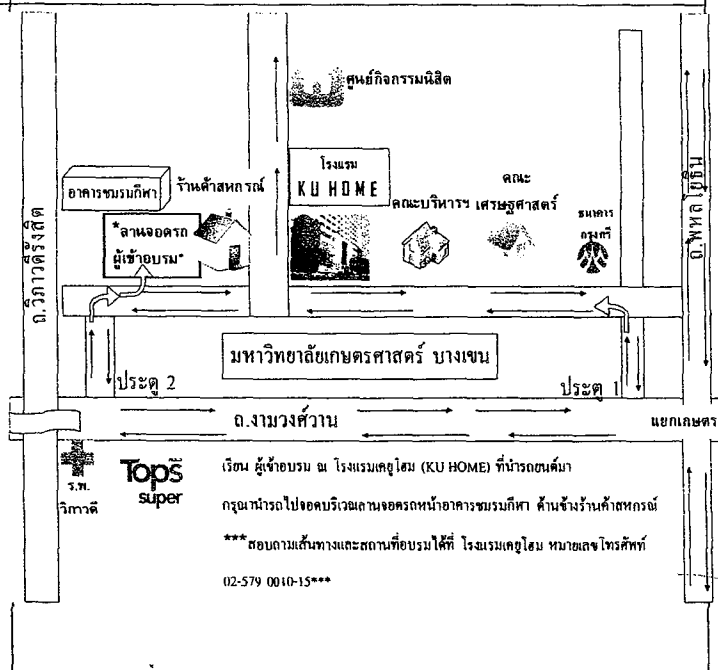 ศูนย์กิจกรรมนิสิต
โรงแรม
KU HOME
คณะ
อาคารชมรมกีฬา
ร้านค้าสหกรณ์
คณะบริหารฯ
เศรษฐศาสตร์
ธนาคาร
กรุงศรี
*ลานจอดรถ
ผู้เข้าอบรม*
ถ.วิภาวดีรังสิต
ถ.พหลโยธิน
มหาวิทยาลัยเกษตรศาสตร์ บางเขน
ประตู 2
ประตู 1
ถ.งามวงศ์วาน
แยกเกษตร
ร.พ.
วิภาวดี
Tops
super
เรียน ผู้เข้าอบรม ณ โรงแรมเคยูโฮม (KU HOME) ที่นำรถยนต์มา
กรุณานำรถไปจอดบริเวณลานจอดรถหน้าอาคารชมรมกีฬา ด้านข้างร้านค้าสหกรณ์
***สอบถามเส้นทางและสถานที่อบรมได้ที่ โรงแรมเคยูโฮม หมายเลขโทรศัพท์
02-579 0010-15***